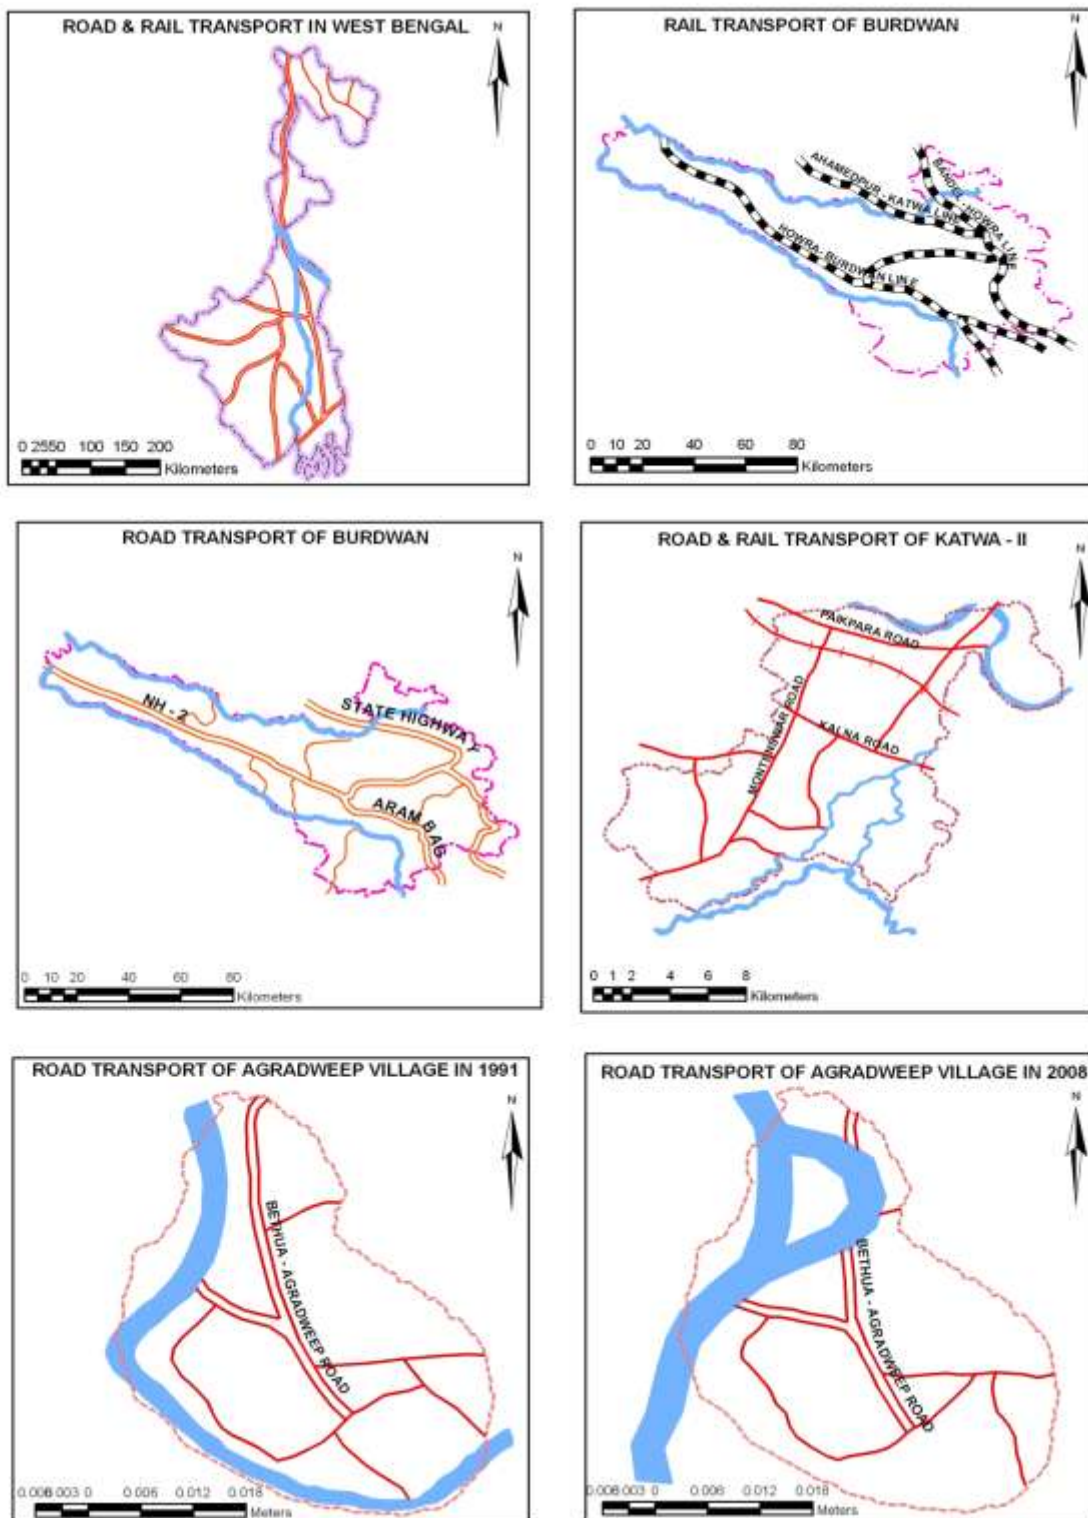 ROAD & RAIL TRANSPORT IN WEST BENGAL
N
0 2550 100 150 200
Kilometers
RAIL TRANSPORT OF BURDWAN
N
AHAMEDPUR - KATWA LINE
BANDEL - HOWRA LINE
HOWRA- BURDWAN LINE
0 10 20 40 60 80
Kilometers
ROAD TRANSPORT OF BURDWAN
N
NH - 2
STATE HIGHWAY
ARAM BAG
0 10 20 40 60 80
Kilometers
ROAD & RAIL TRANSPORT OF KATWA - II
N
PAIKPARA ROAD
MONTENSWAR ROAD
KALNA ROAD
0 1 2 4 6 8
Kilometers
ROAD TRANSPORT OF AGRADWEEP VILLAGE IN 1991
N
BETHUA - AGRADWEEP ROAD
0.006 0.003 0 0.006 0.012 0.018
Meters
ROAD TRANSPORT OF AGRADWEEP VILLAGE IN 2008
N
BETHUA - AGRADWEEP ROAD
0.006 0.003 0 0.006 0.012 0.018
Meters